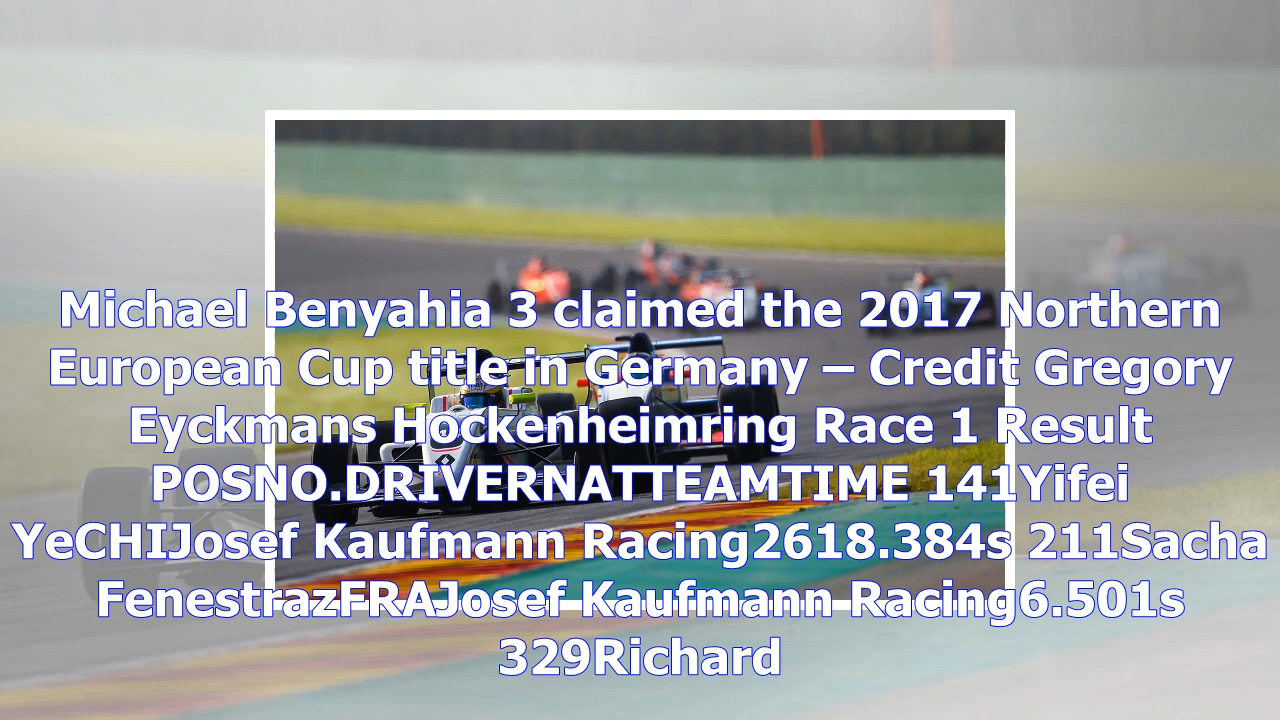 Michael Benyahia 3 claimed the 2017 Northern
European Cup title in Germany – Credit Gregory
Eyckmans Hockenheimring Race 1 Result
POSNO.DRIVERNATTEAMTIME 141Yifei
YeCHIJosef Kaufmann Racing2618.384s 211Sacha
FenestrazFRAJosef Kaufmann Racing6.501s
329Richard